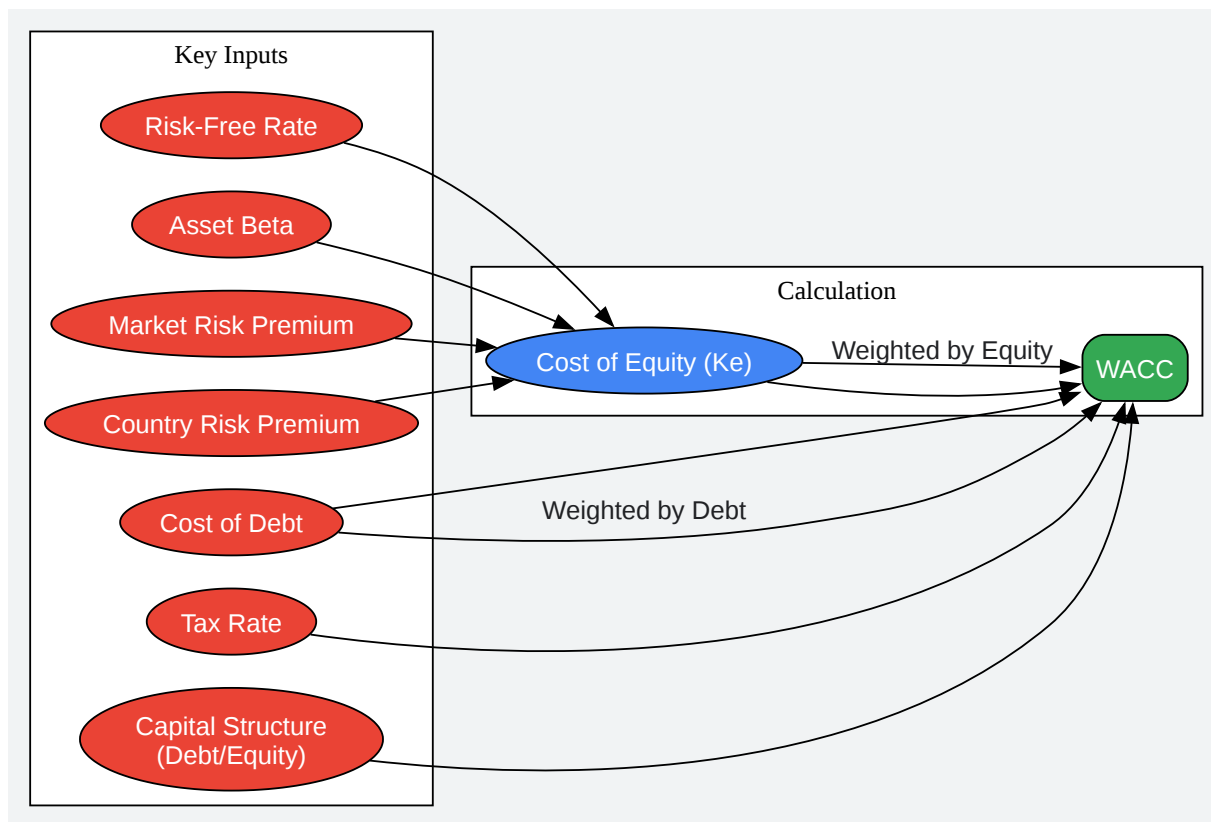 Key Inputs
Risk-Free Rate
Asset Beta
Market Risk Premium
Country Risk Premium
Cost of Debt
Tax Rate
Capital Structure
(Debt/Equity)
Calculation
Cost of Equity (Ke)
Weighted by Equity
WACC
Weighted by Debt